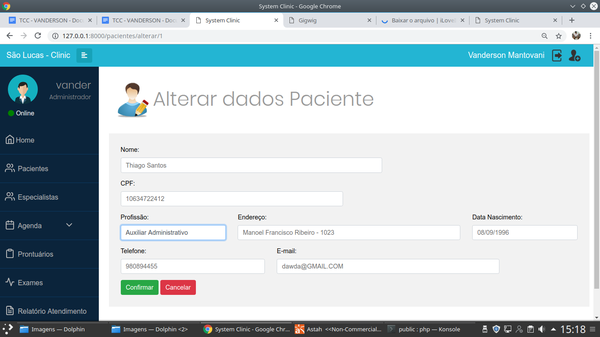 System Clinic - Google Chrome
TCC - VANDERSON - Doc
TCC - VANDERSON - Doc
System Clinic
Gigwig
Baixar o arquivo | iLovePDF
System Clinic
127.0.0.1:8000/pacientes/alterar/1
São Lucas - Clinic
Vanderson Mantovani
vander
Administrador
Online
Alterar dados Paciente
Home
Pacientes
Especialistas
Agenda
Prontuários
Exames
Relatório Atendimento
Nome:
Thiago Santos
CPF:
10634722412
Profissão:
Endereço:
Data Nascimento:
Auxiliar Administrativo
Manoel Francisco Ribeiro - 1023
08/09/1996
Telefone:
E-mail:
980894455
dawda@GMAIL.COM
Confirmar
Cancelar
Imagens — Dolphin
Imagens — Dolphin <2>
System Clinic - Google Chr...
Astah <<Non-Commercial...
public : php — Konsole
15:18